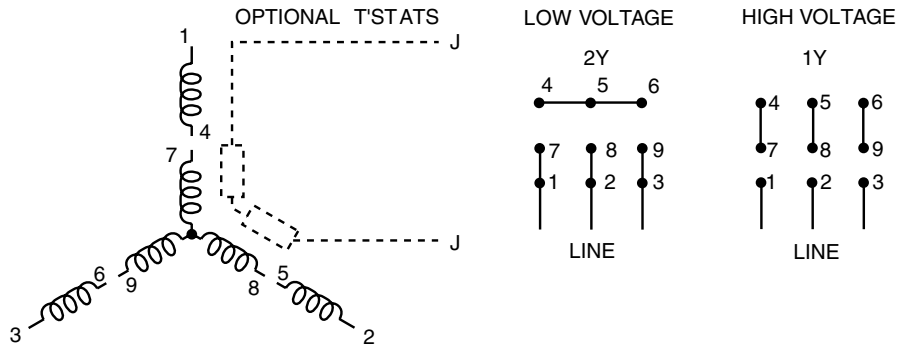 OPTIONAL T'STATS
LOW VOLTAGE
HIGH VOLTAGE
1
J
2Y
1Y
4 5 6
4 5 6
4
7
7 8 9
7 8 9
1 2 3
1 2 3
J
LINE
LINE
6
9
5
8
3
2